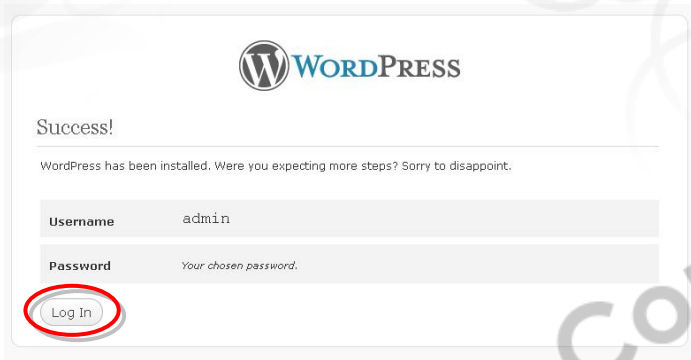 WORDPRESS
Success!
WordPress has been installed. Were you expecting more steps? Sorry to disappoint.
Username admin
Password Your chosen password.
Log In